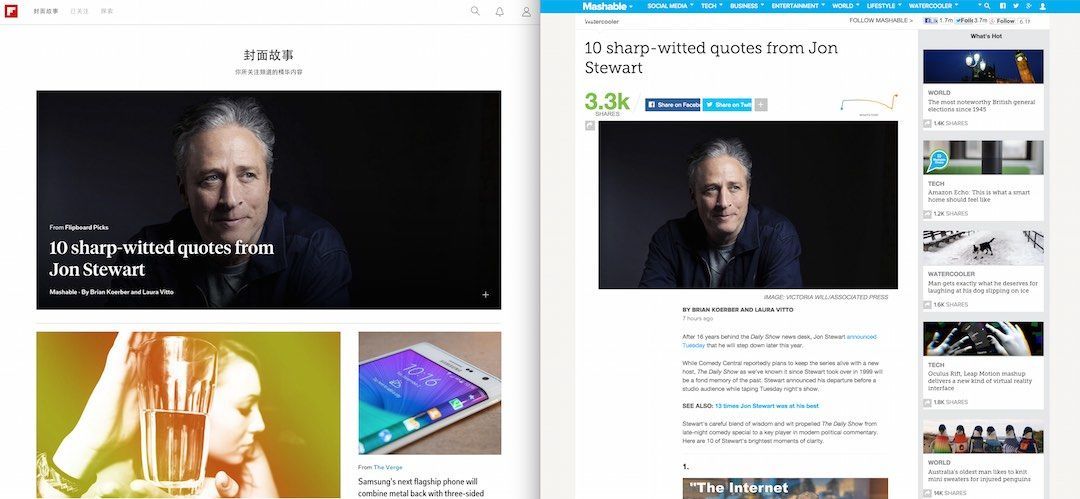 封面故事 已关注 探索
封面故事
你所关注频道的精华内容
From Flipboard Picks
10 sharp-witted quotes from
Jon Stewart
Mashable · By Brian Koerber and Laura Vitto
+
From The Verge
Samsung's next flagship phone will
combine metal back with three-sided
Mashable SOCIAL MEDIA TECH BUSINESS ENTERTAINMENT WORLD LIFESTYLE WATERCOOLER
Watercooler
FOLLOW MASHABLE >
1.7m
3.7m
Follow
10 sharp-witted quotes from Jon
Stewart
3.3k
SHARES
Share on Faceb
Share on Twit
+
IMAGE: VICTORIA WILL/ASSOCIATED PRESS
BY BRIAN KOERBER AND LAURA VITTO
7 hours ago
After 16 years behind the Daily Show news desk, Jon Stewart announced
Tuesday that he will step down later this year.
While Comedy Central reportedly plans to keep the series alive with a new
host, The Daily Show as we've known it since Stewart took over in 1999 will
be a fond memory of the past. Stewart announced his departure before a
studio audience while taping Tuesday night's show.
SEE ALSO: 13 times Jon Stewart was at his best
Stewart's careful blend of wisdom and wit propelled The Daily Show from
late-night comedy special to a key player in modern political commentary.
Here are 10 of Stewart's brightest moments of clarity.
1.
"The Internet
What's Hot
WORLD
The most noteworthy British general
elections since 1945
1.4K SHARES
TECH
Amazon Echo: This is what a smart
home should feel like
1.2K SHARES
WATERCOOLER
Man gets exactly what he deserves for
laughing at his dog slipping on ice
1.6K SHARES
TECH
Oculus Rift, Leap Motion mashup
delivers a new kind of virtual reality
interface
1.8K SHARES
WORLD
Australia's oldest man likes to knit
mini sweaters for injured penguins
14K SHARES